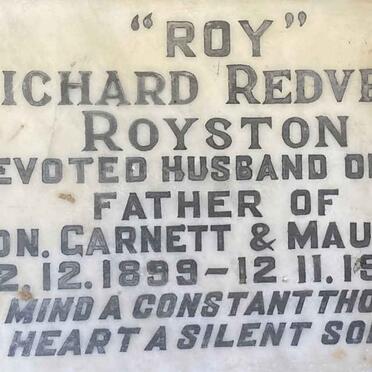 “ROY”
ICHARD REDVE
ROYSTON
EVOTED HUSBAND O
FATHER OF
ON. GARNETT & MAU
2.12.1899-12.11.19
MIND A CONSTANT THO
HEART A SILENT SO